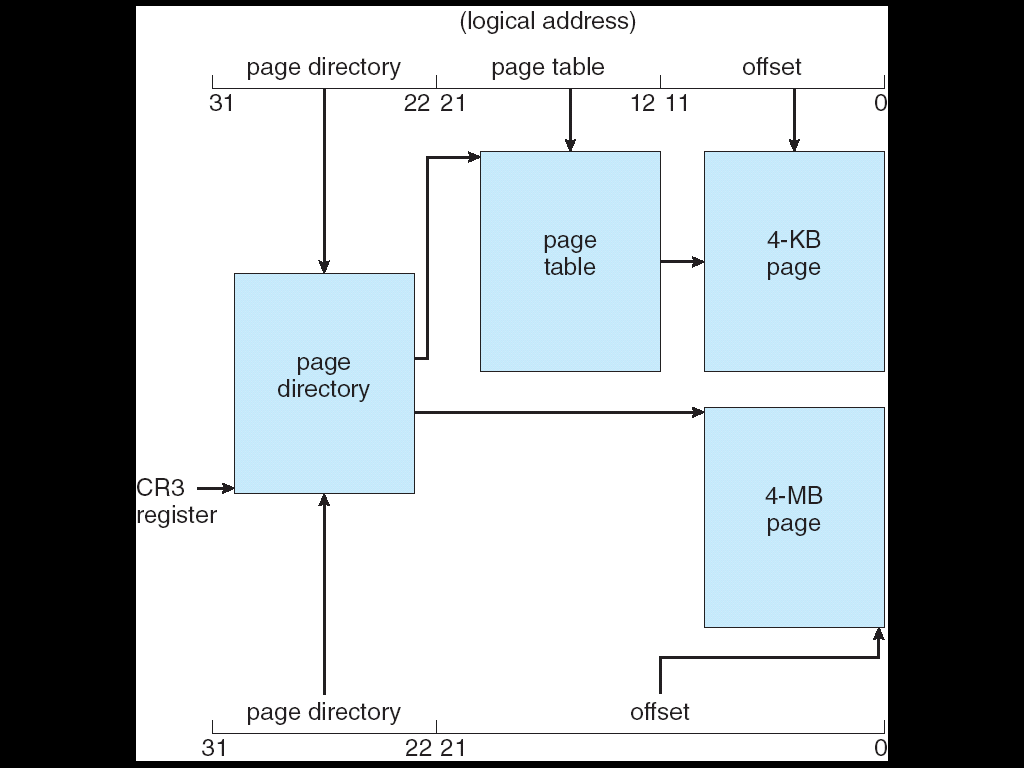 (logical address)
page directory page table offset
31 22 21 12 11 0
page
table
4-KB
page
page
directory
CR3
register
4-MB
page
page directory offset
31 22 21 0